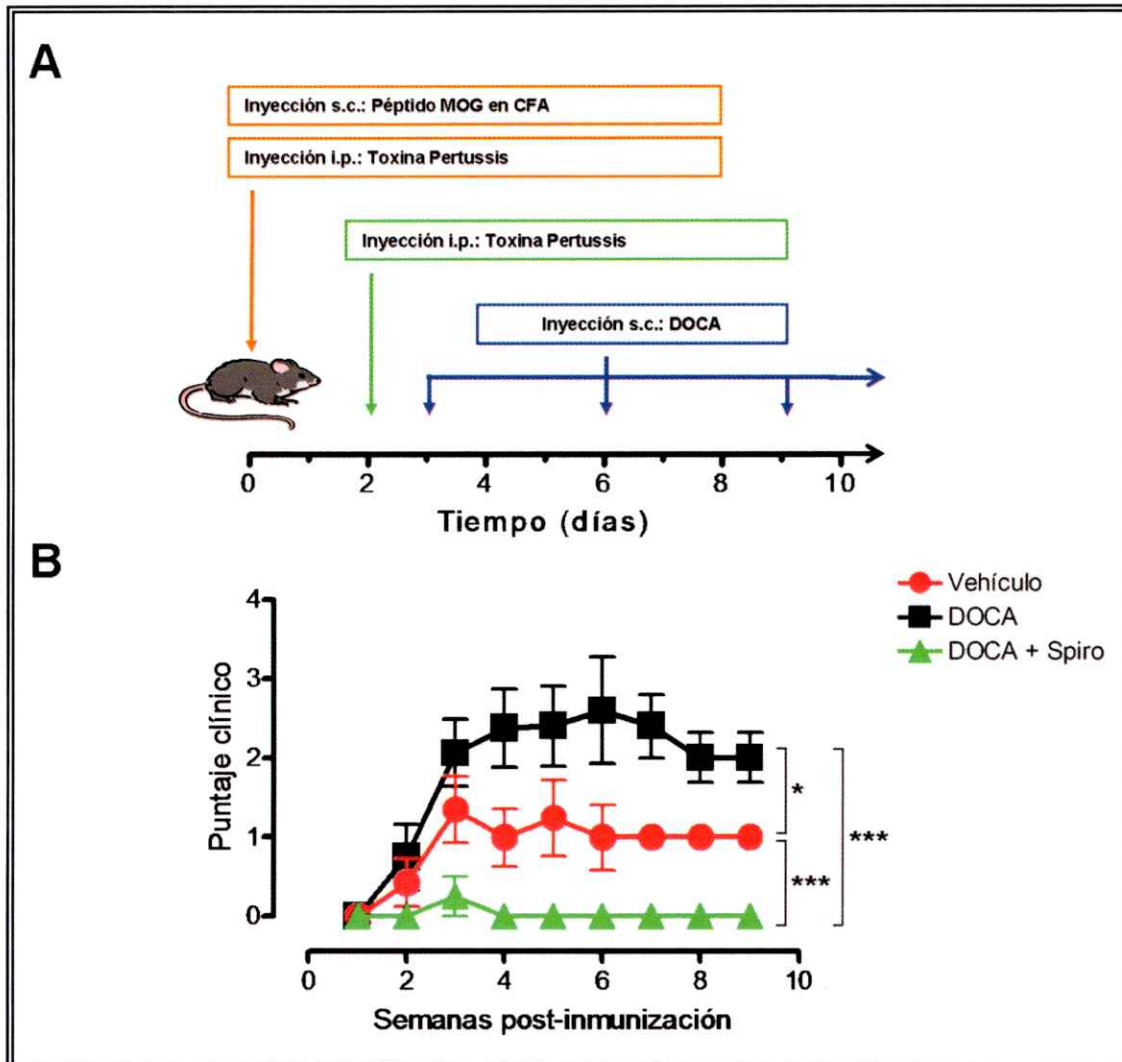 A
Inyección s.c.: Péptido MOG en CFA
Inyección i.p.: Toxina Pertussis
Inyección i.p.: Toxina Pertussis
Inyección s.c.: DOCA
0 2 4 6 8 10
Tiempo (días)
B
Vehículo
DOCA
DOCA + Spiro
4
3
2
1
0
Puntaje clínico
*
***
***
0 2 4 6 8 10
Semanas post-inmunización